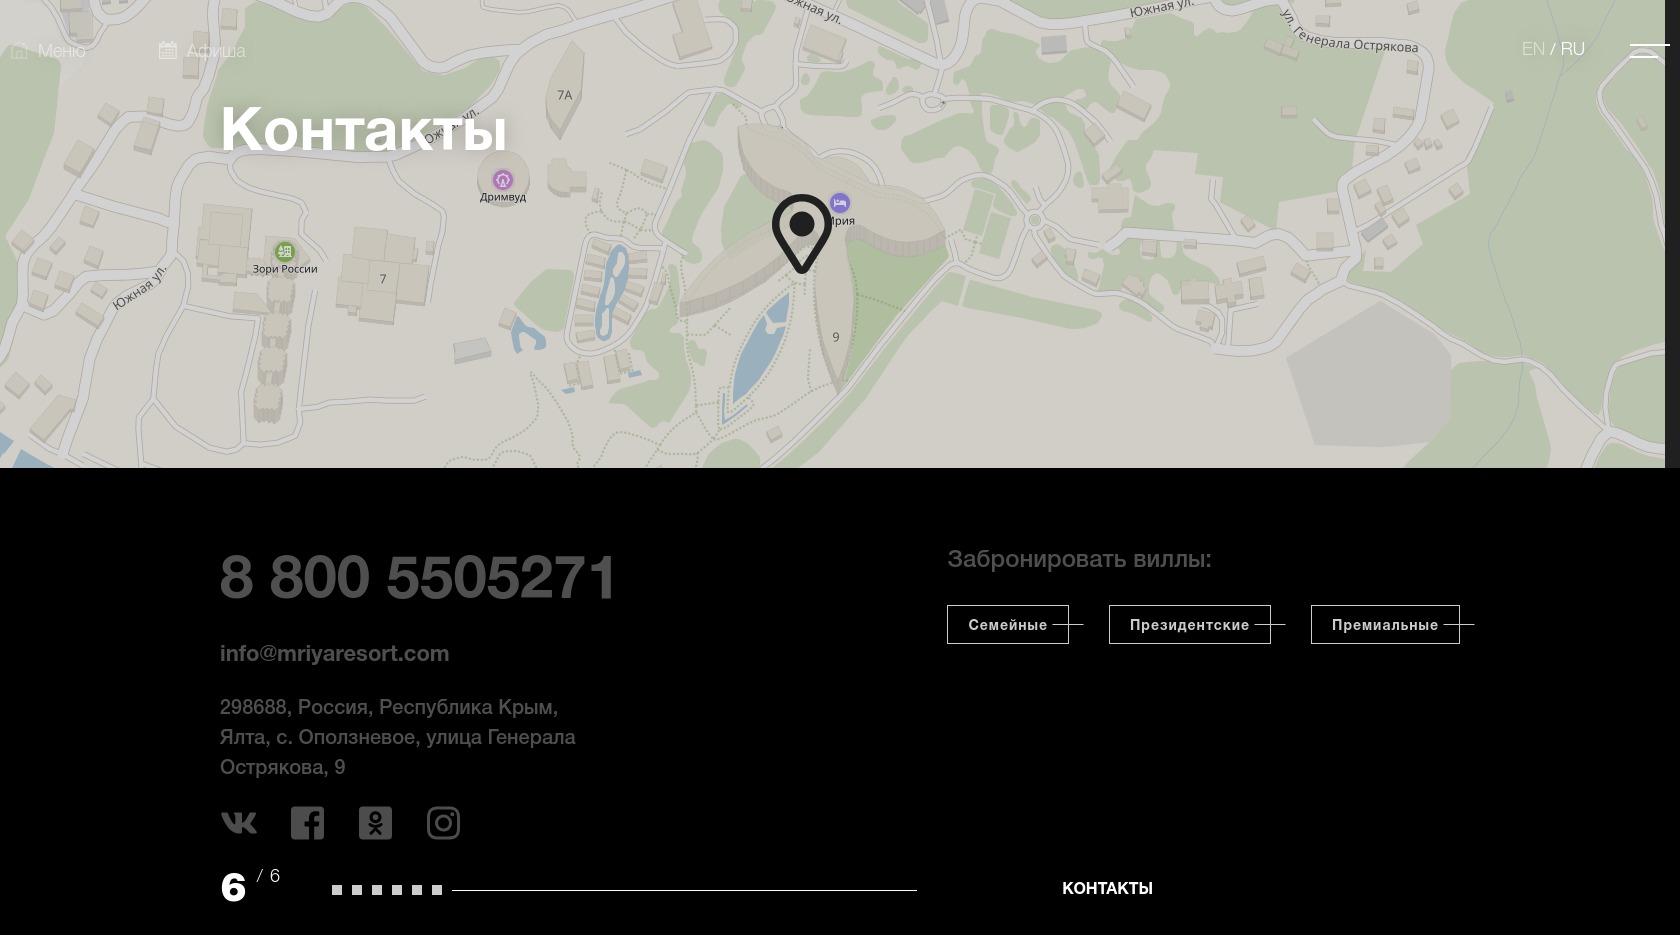 Меню
Афиша
EN / RU
Контакты
Южная ул.
Южная ул.
ул. Генерала Острякова
7А
Южная ул.
Дримвуд
Мрия
Зори России
7
Южная ул.
9
8 800 5505271
Забронировать виллы:
Семейные
Президентские
Премиальные
info@mriyaresort.com
298688, Россия, Республика Крым,
Ялта, с. Оползневое, улица Генерала
Острякова, 9
6 / 6
КОНТАКТЫ